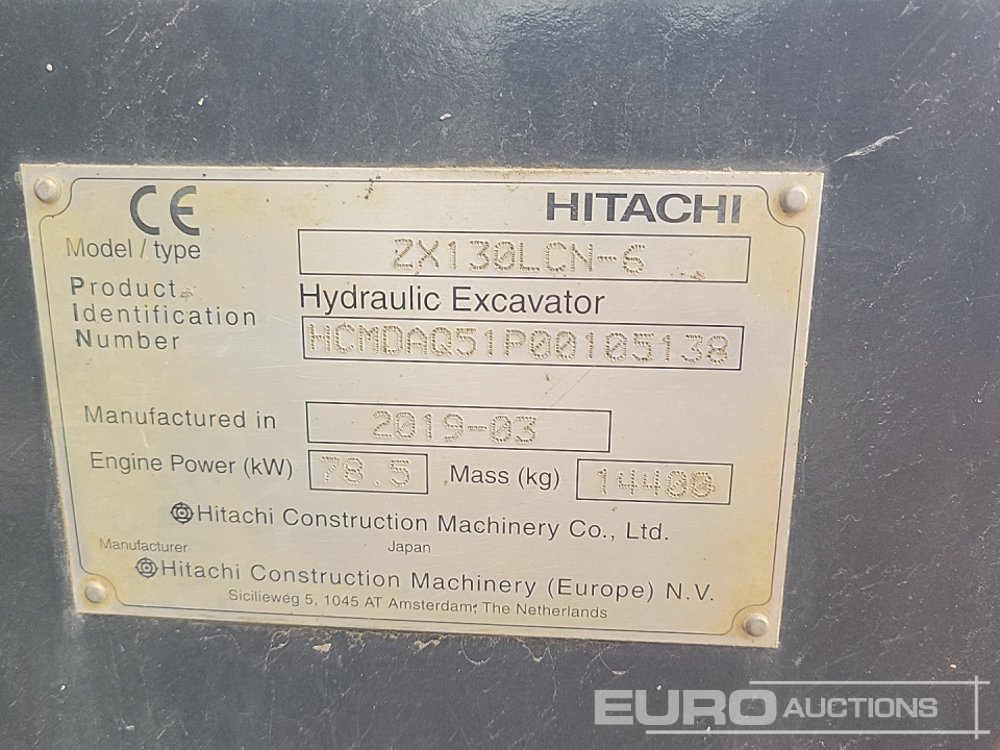 CE HITACHI
Model / type ZX130LCN-6
Product Hydraulic Excavator
Identification
Number HCMDAQ51P00105138
Manufactured in 2019-03
Engine Power (kW) 78.5 Mass (kg) 14400
Hitachi Construction Machinery Co., Ltd.
Manufacturer Japan
Hitachi Construction Machinery (Europe) N.V.
Sicilieweg 5, 1045 AT Amsterdam, The Netherlands
EURO AUCTIONS